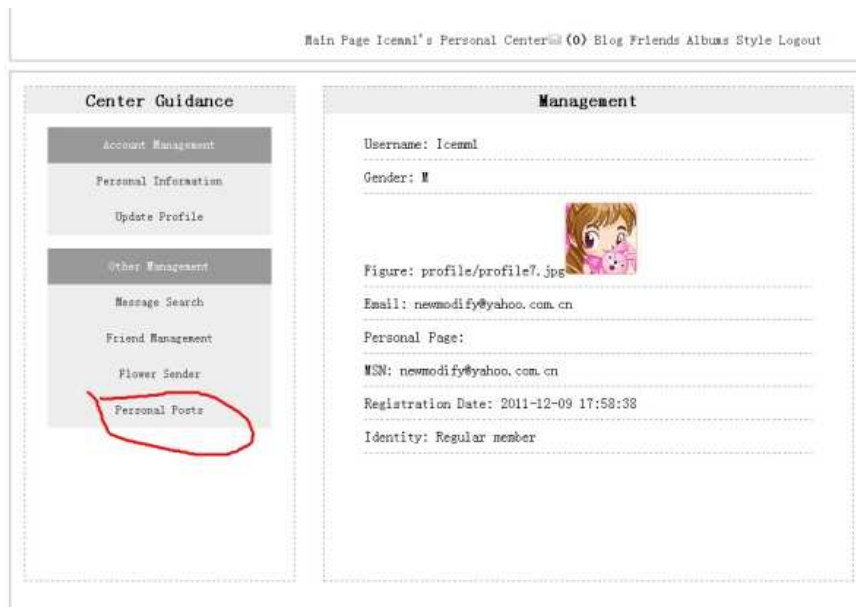 Main Page Icemml's Personal Center (0) Blog Friends Albums Style Logout
Center Guidance
Account Management
Personal Information
Update Profile
Other Management
Message Search
Friend Management
Flower Sender
Personal Posts
Management
Username: Icemml
Gender: M
Figure: profile/profile7.jpg
Email: newmodify@yahoo.com.cn
Personal Page:
MSN: newmodify@yahoo.com.cn
Registration Date: 2011-12-09 17:58:38
Identity: Regular member